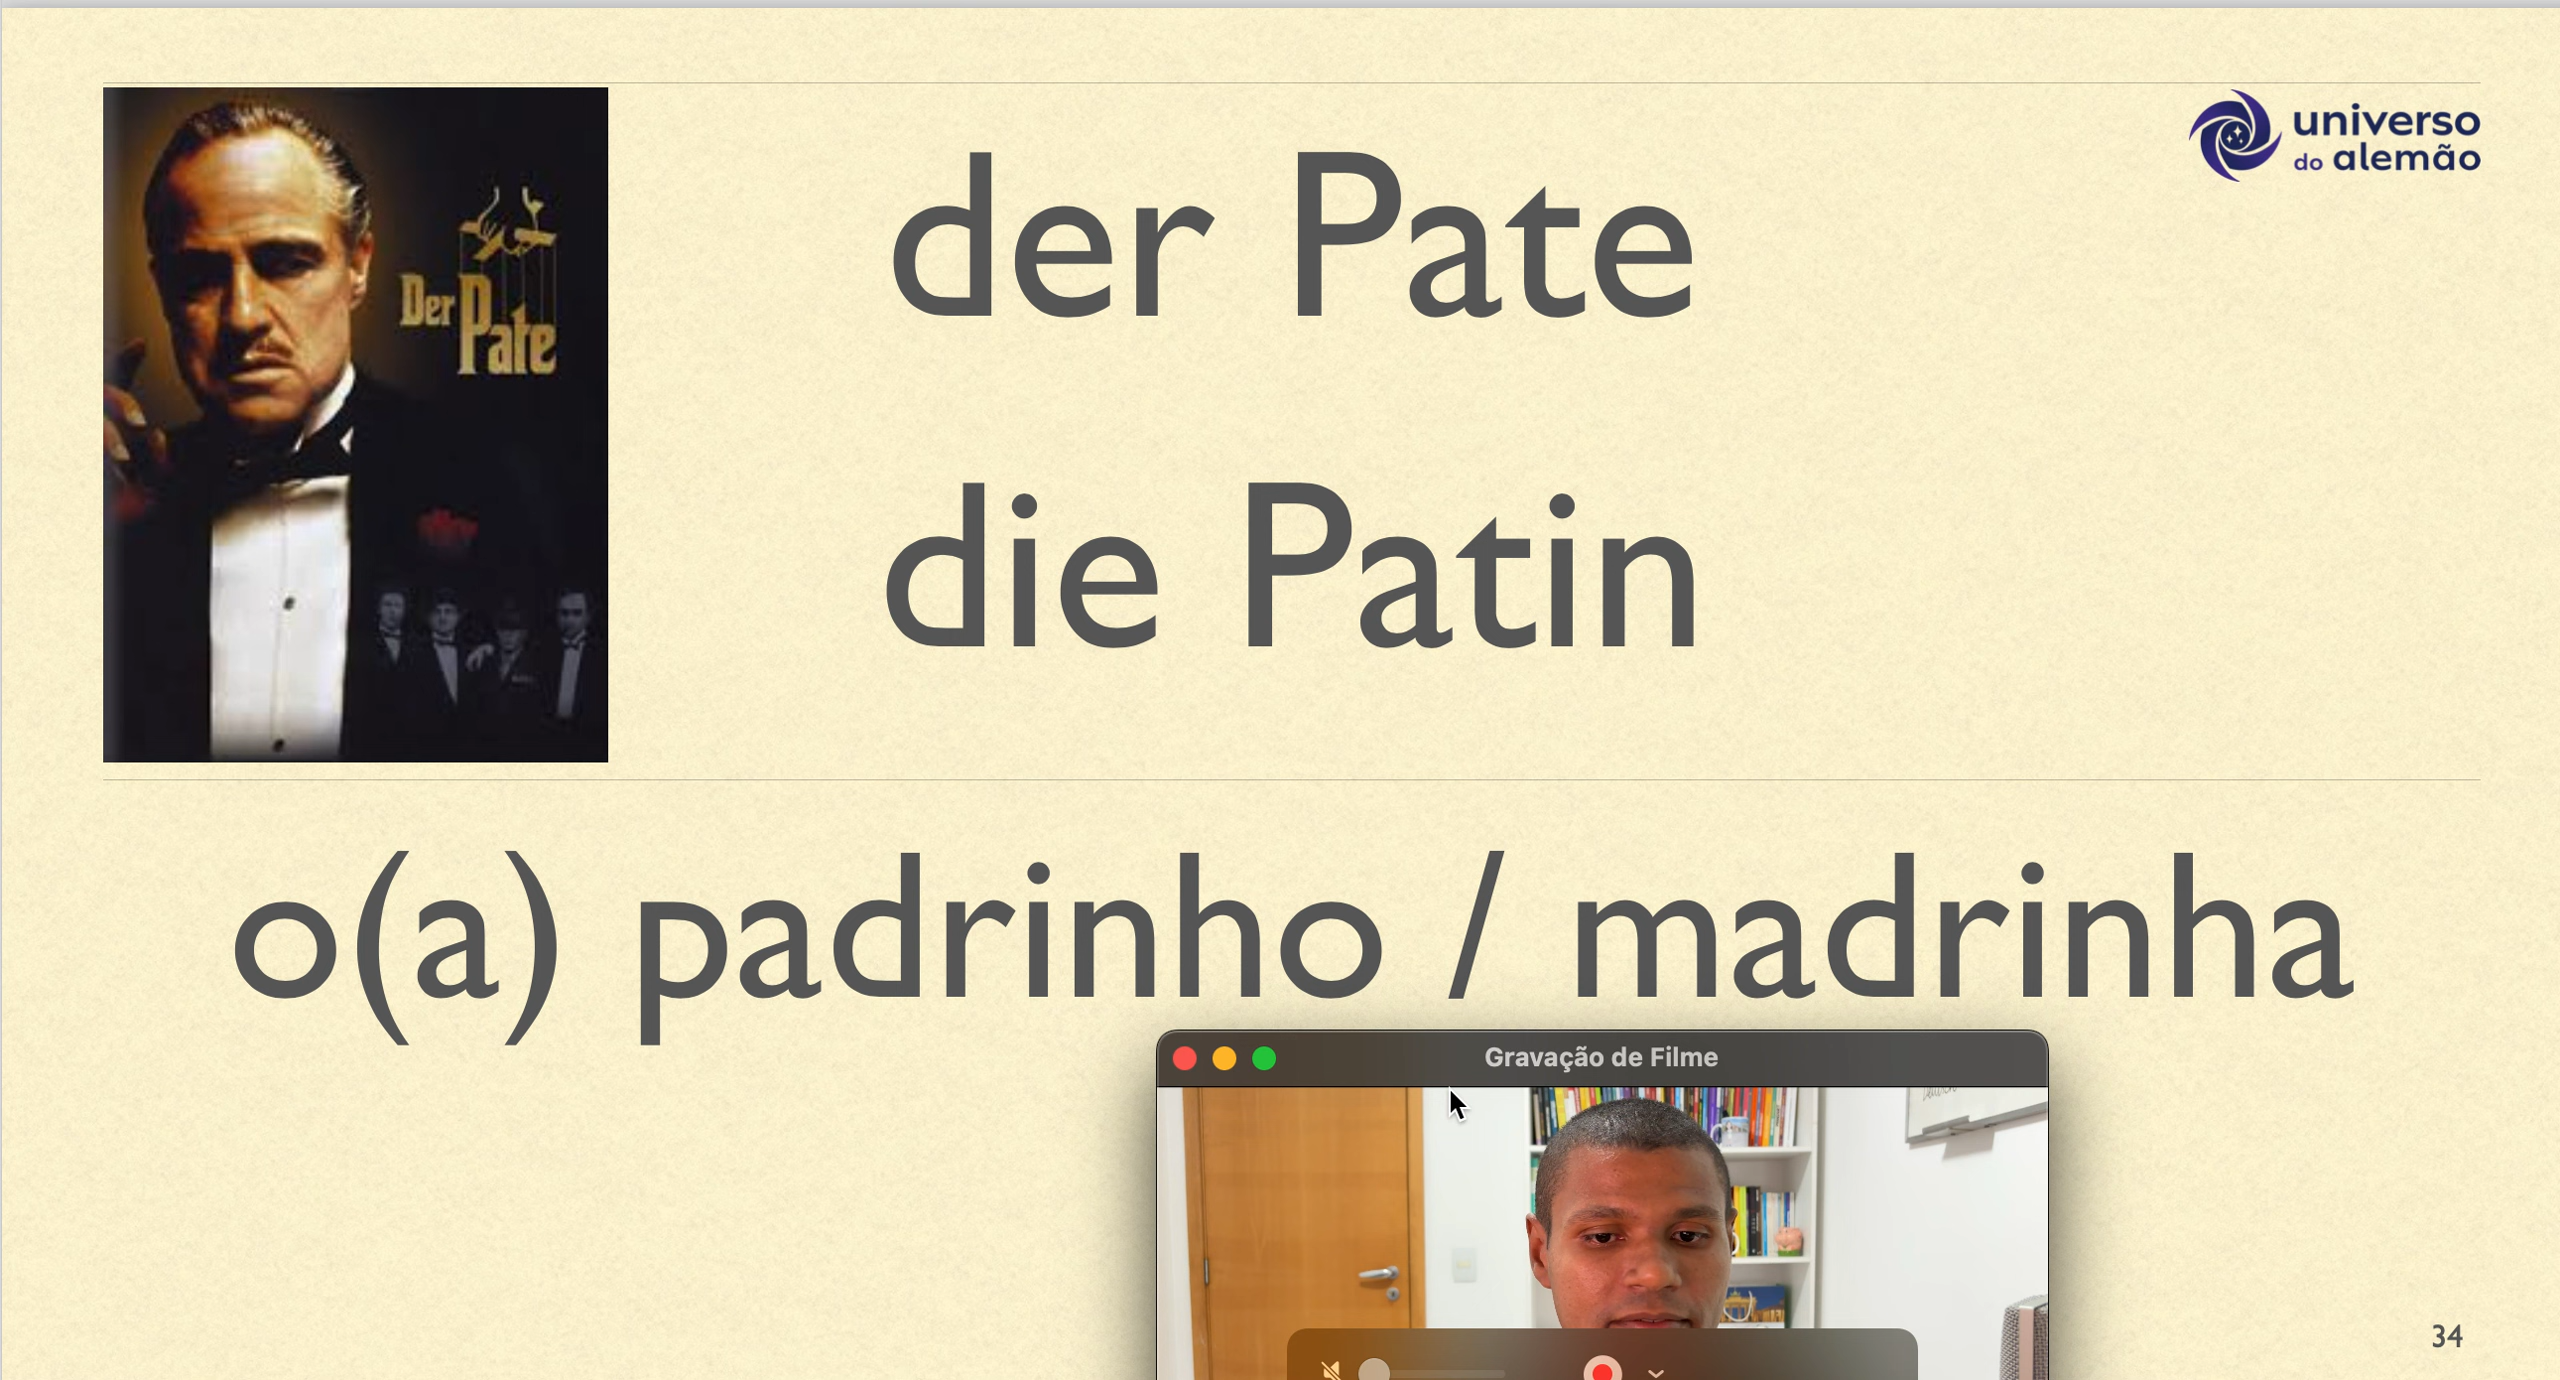 Der
Pate
der Pate
universo
do alemão
die Patin
o(a) padrinho / madrinha
Gravação de Filme
34